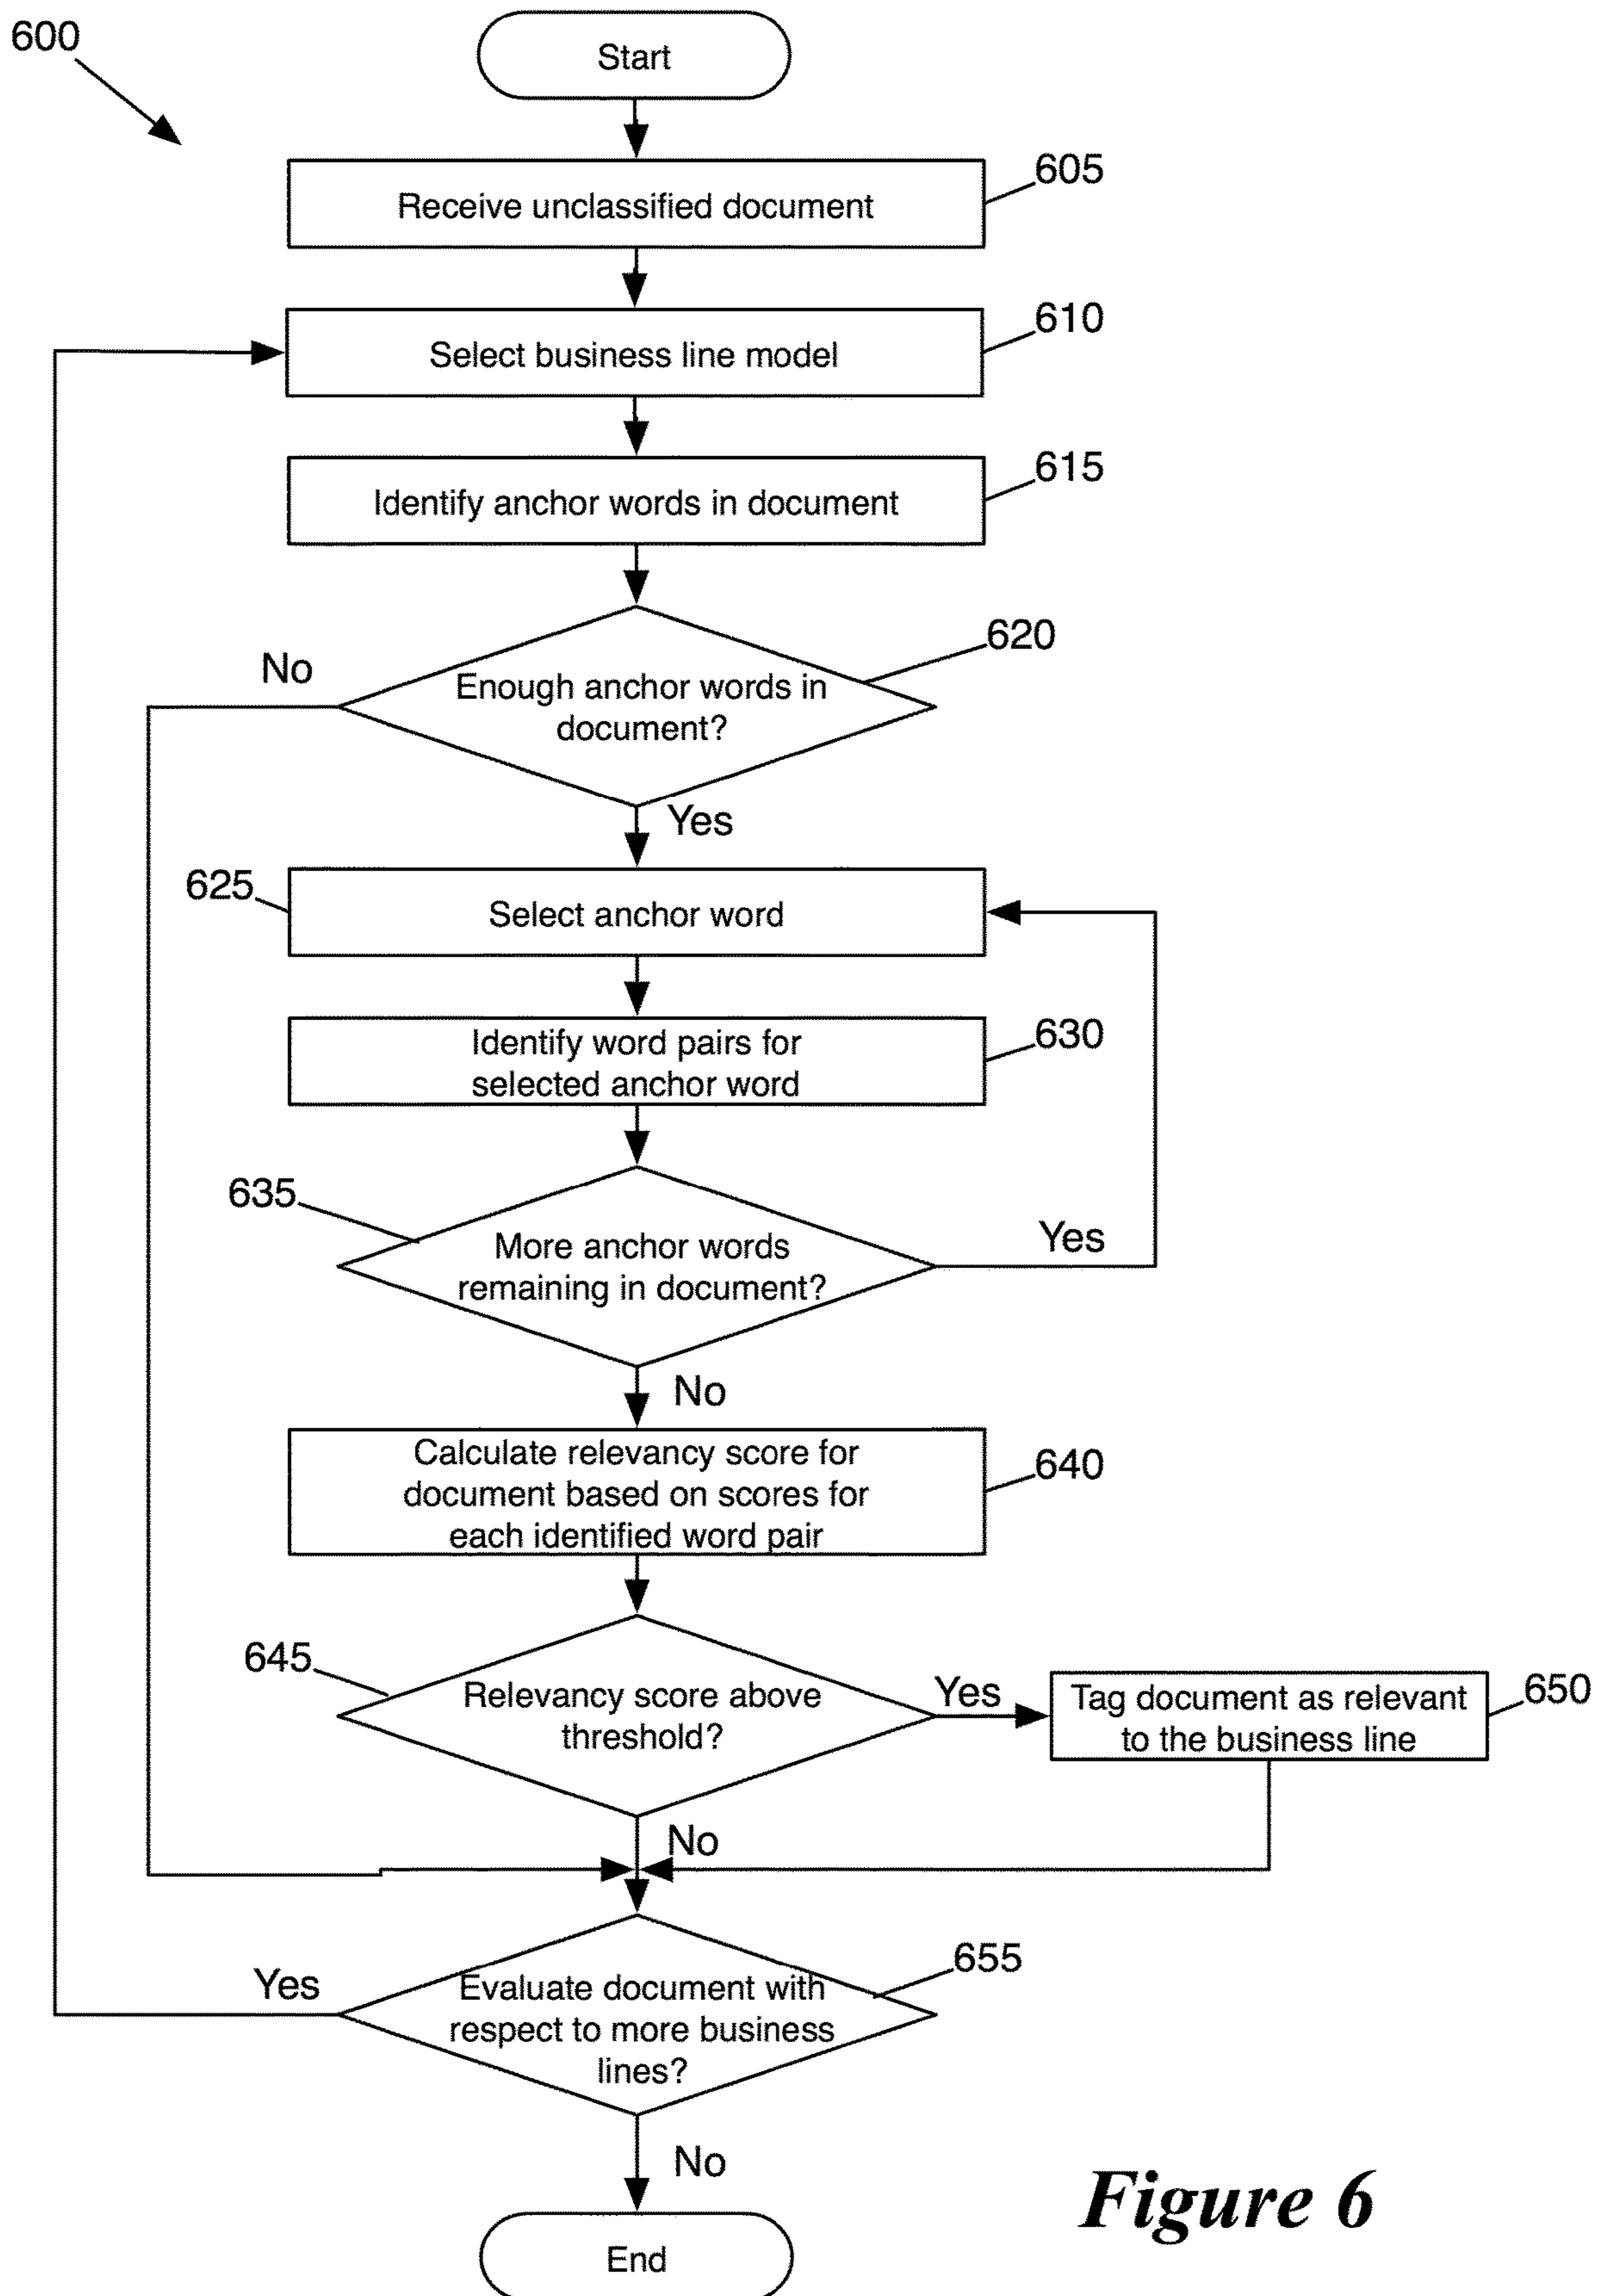 600
Start
605
Receive unclassified document
610
Select business line model
615
Identify anchor words in document
620
No
Enough anchor words in
document?
Yes
625
Select anchor word
630
Identify word pairs for
selected anchor word
635
More anchor words
remaining in document?
Yes
No
640
Calculate relevancy score for
document based on scores for
each identified word pair
645
Relevancy score above
threshold?
Yes
Tag document as relevant
to the business line
650
No
655
Yes
Evaluate document with
respect to more business
lines?
No
Figure 6
End